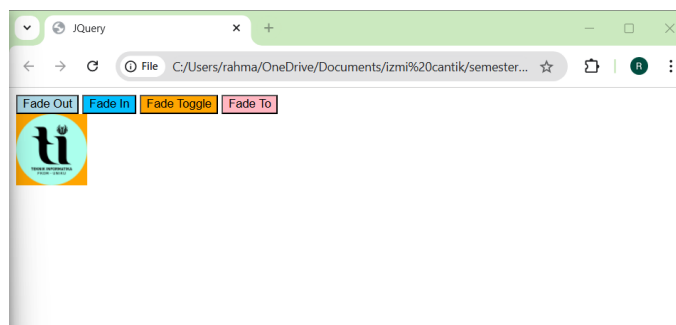 JQuery
File C:/Users/rahma/OneDrive/Documents/izmi%20cantik/semester...
R
Fade Out Fade In Fade Toggle Fade To
ti
TEKNIK INFORMATIKA